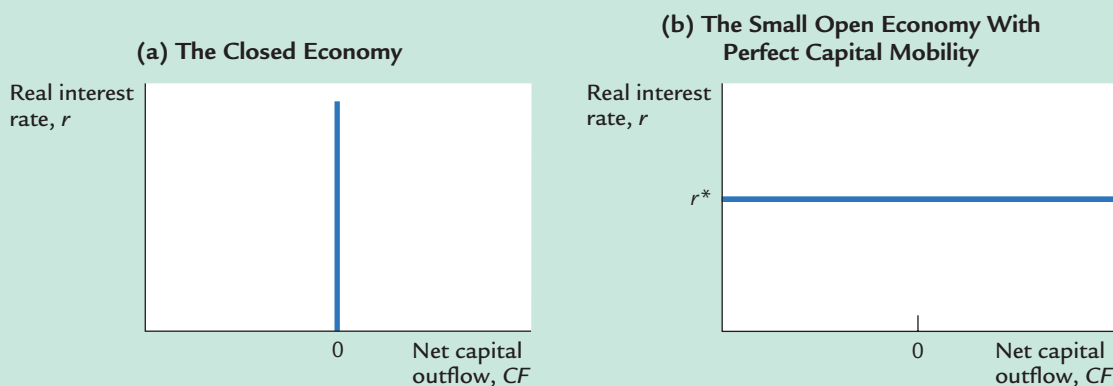 (a) The Closed Economy
Real interest
rate, r
0
Net capital
outflow, CF
(b) The Small Open Economy With
Perfect Capital Mobility
Real interest
rate, r
r*
0
Net capital
outflow, CF